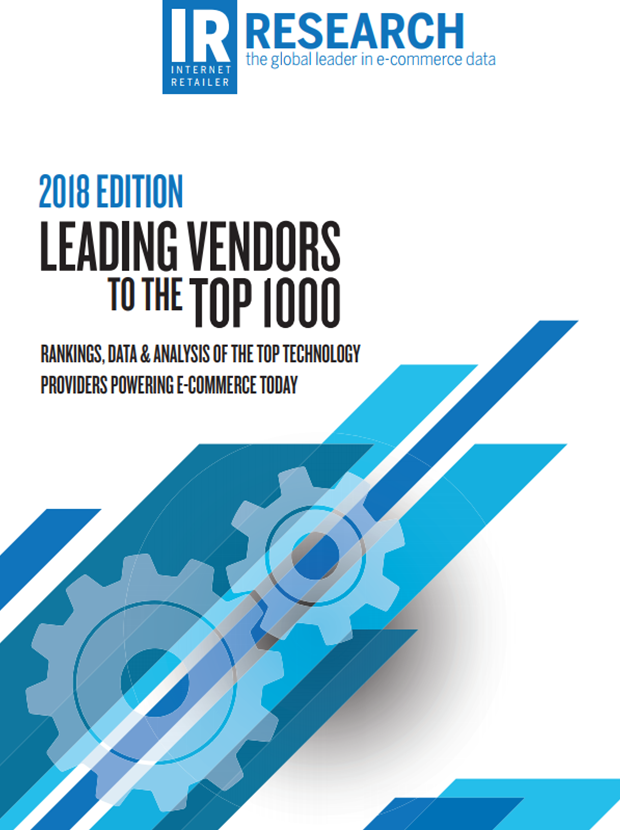 IR RESEARCH
INTERNET
RETAILER
the global leader in e-commerce data
2018 EDITION
LEADING VENDORS
TO THE TOP 1000
RANKINGS, DATA & ANALYSIS OF THE TOP TECHNOLOGY
PROVIDERS POWERING E-COMMERCE TODAY